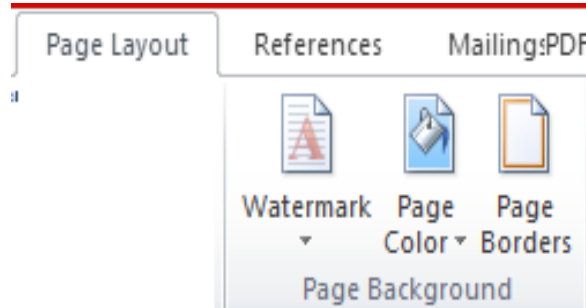 Page Layout References MailingsPDF
Watermark Page Page
Color Borders
Page Background